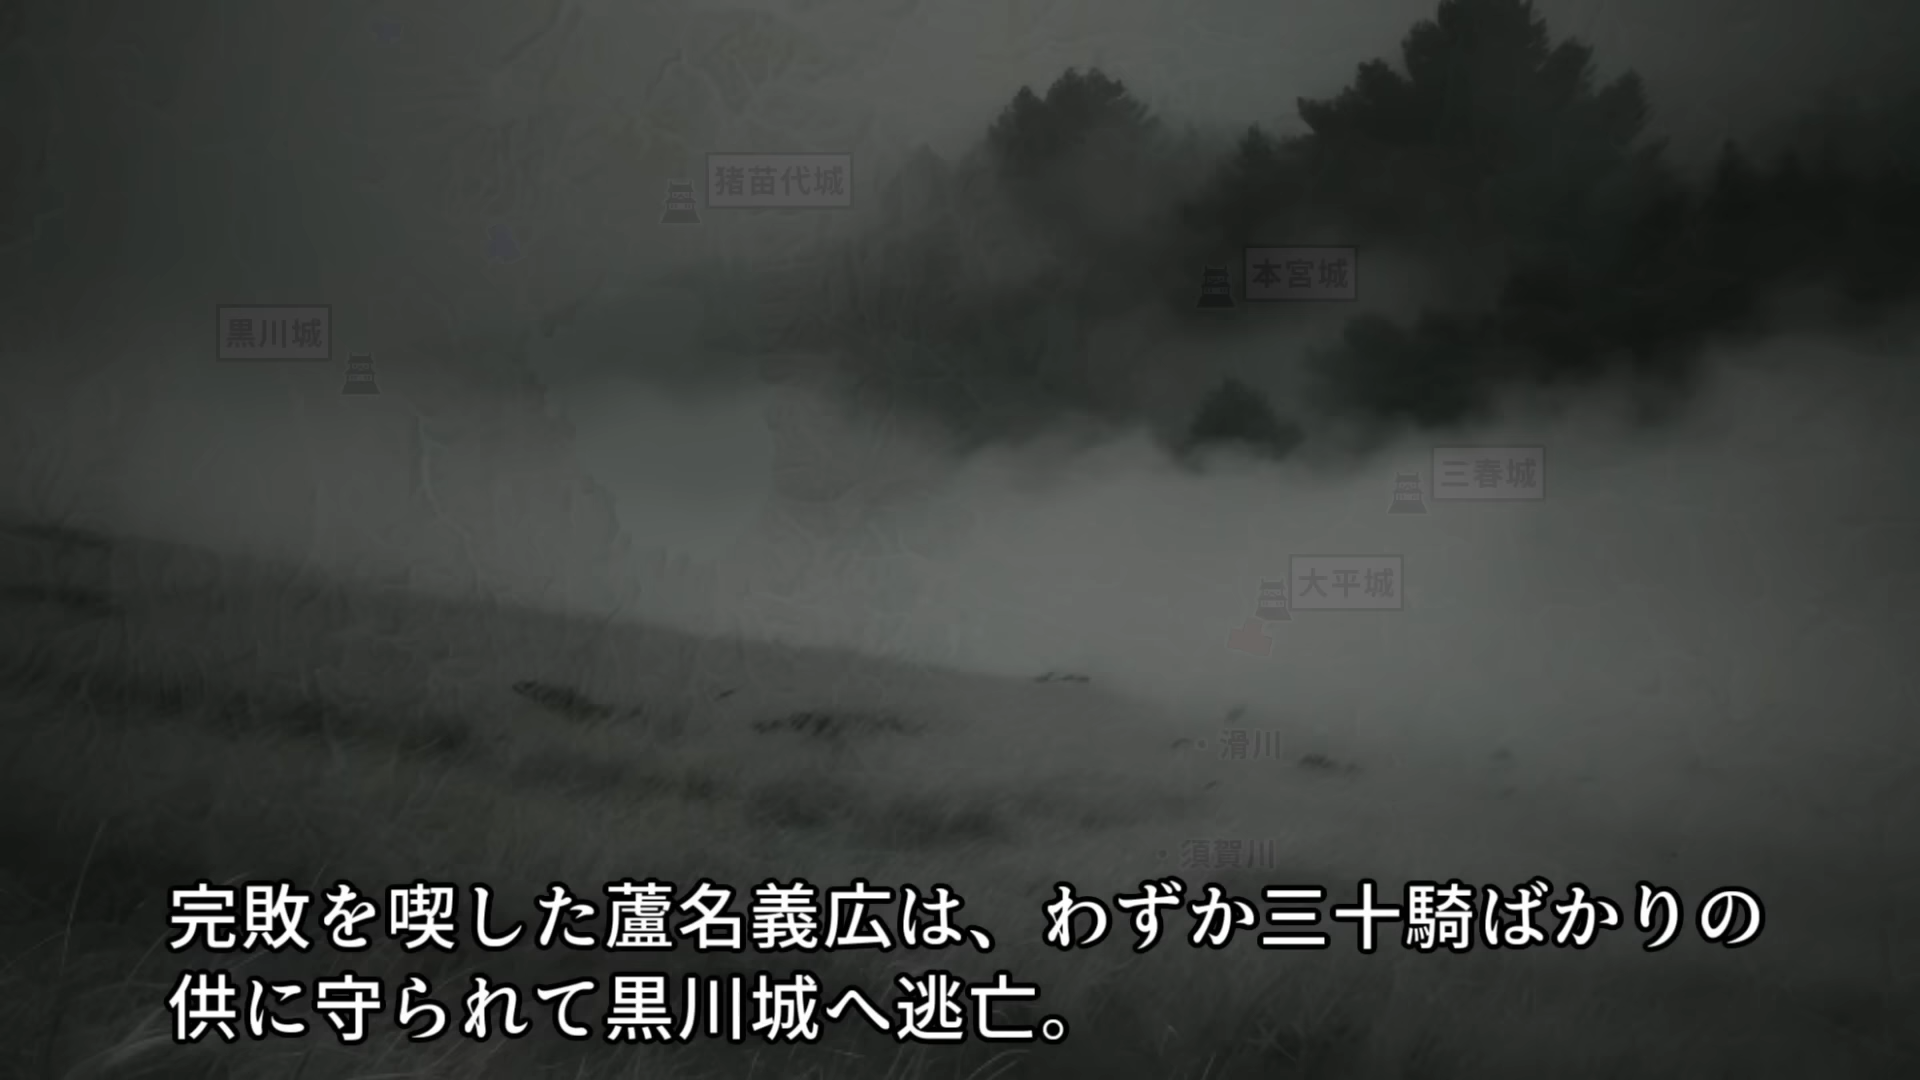 猪苗代城
本宮城
黒川城
三春城
大平城
滑川
須賀川
完敗を喫した蘆名義広は、わずか三十騎ばかりの
供に守られて黒川城へ逃亡。